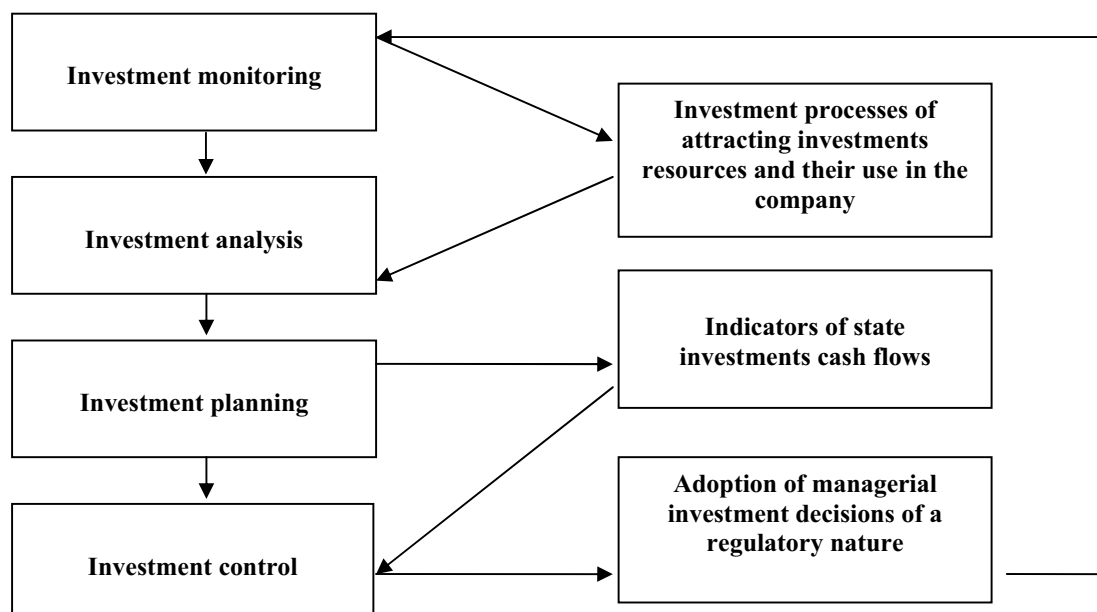 Investment monitoring
Investment processes of
attracting investments
resources and their use in the
company
Investment analysis
Indicators of state
investments cash flows
Investment planning
Adoption of managerial
investment decisions of a
regulatory nature
Investment control